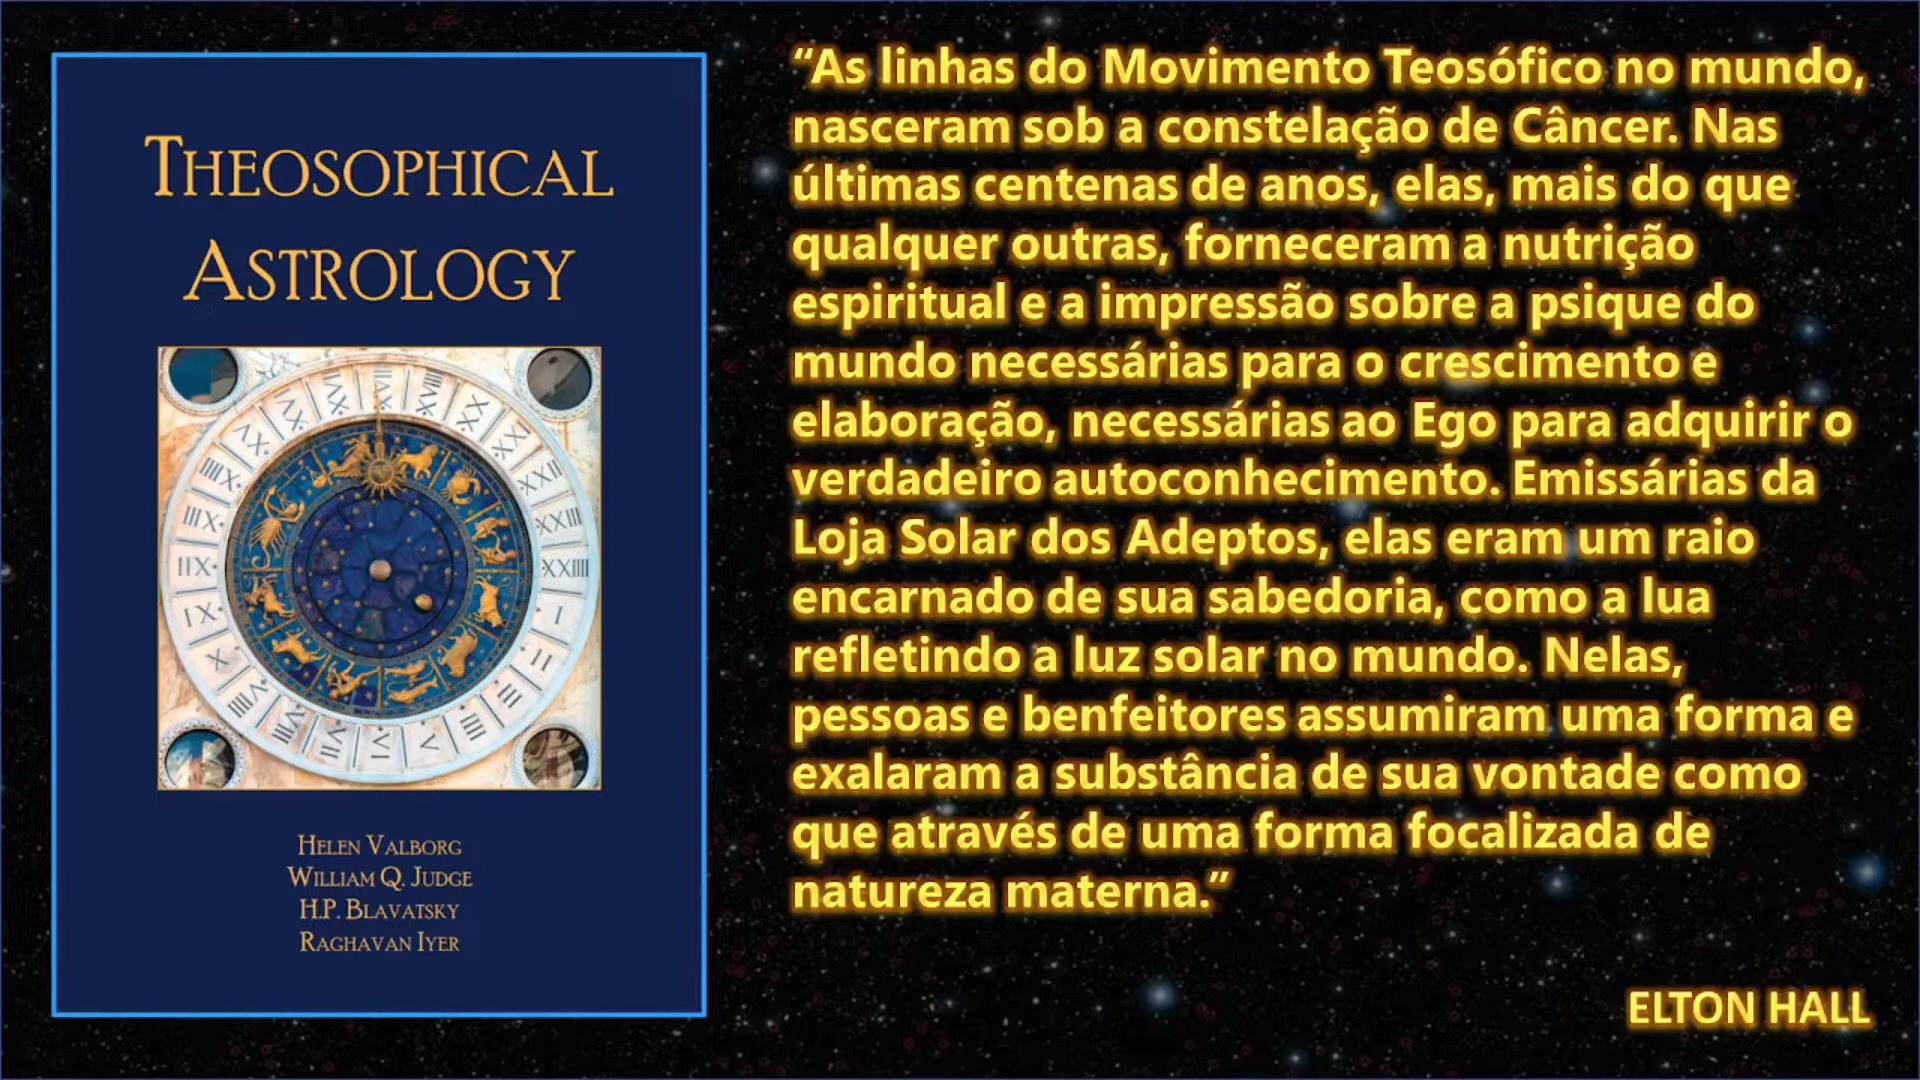 THEOSOPHICAL
ASTROLOGY
HELEN VALBORG
WILLIAM Q. JUDGE
H.P. BLAVATSKY
RAGHAVAN IYER
“As linhas do Movimento Teosófico no mundo,
nasceram sob a constelação de Câncer. Nas
últimas centenas de anos, elas, mais do que
qualquer outras, forneceram a nutrição
espiritual e a impressão sobre a psique do
mundo necessárias para o crescimento e
elaboração, necessárias ao Ego para adquirir o
verdadeiro autoconhecimento. Emissárias da
Loja Solar dos Adeptos, elas eram um raio
encarnado de sua sabedoria, como a lua
refletindo a luz solar no mundo. Nelas,
pessoas e benfeitores assumiram uma forma e
exalaram a substância de sua vontade como
que através de uma forma focalizada de
natureza materna.”
ELTON HALL